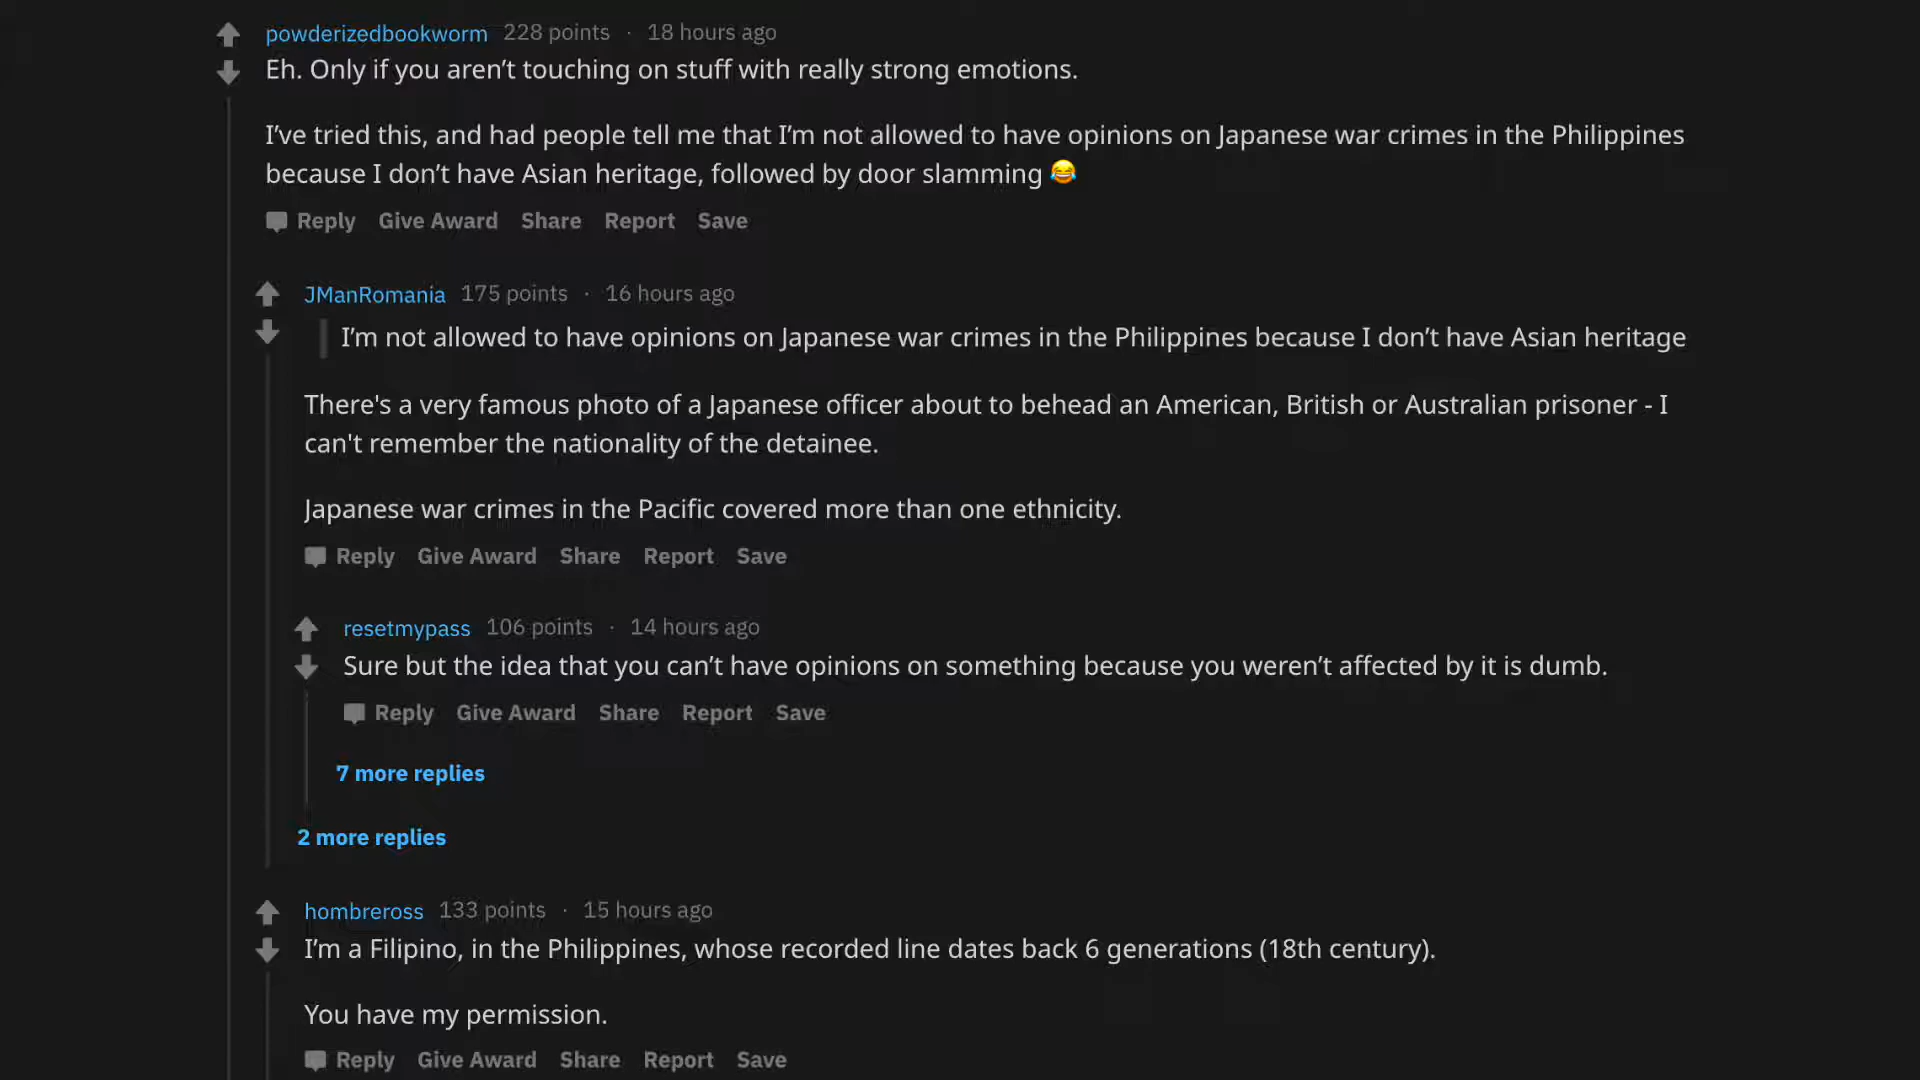 powderizedbookworm 228 points · 18 hours ago
Eh. Only if you aren’t touching on stuff with really strong emotions.
I’ve tried this, and had people tell me that I’m not allowed to have opinions on Japanese war crimes in the Philippines
because I don’t have Asian heritage, followed by door slamming 😂
Reply Give Award Share Report Save
JManRomania 175 points · 16 hours ago
I’m not allowed to have opinions on Japanese war crimes in the Philippines because I don’t have Asian heritage
There's a very famous photo of a Japanese officer about to behead an American, British or Australian prisoner - I
can't remember the nationality of the detainee.
Japanese war crimes in the Pacific covered more than one ethnicity.
Reply Give Award Share Report Save
resetmypass 106 points · 14 hours ago
Sure but the idea that you can’t have opinions on something because you weren’t affected by it is dumb.
Reply Give Award Share Report Save
7 more replies
2 more replies
hombreross 133 points · 15 hours ago
I’m a Filipino, in the Philippines, whose recorded line dates back 6 generations (18th century).
You have my permission.
Reply Give Award Share Report Save